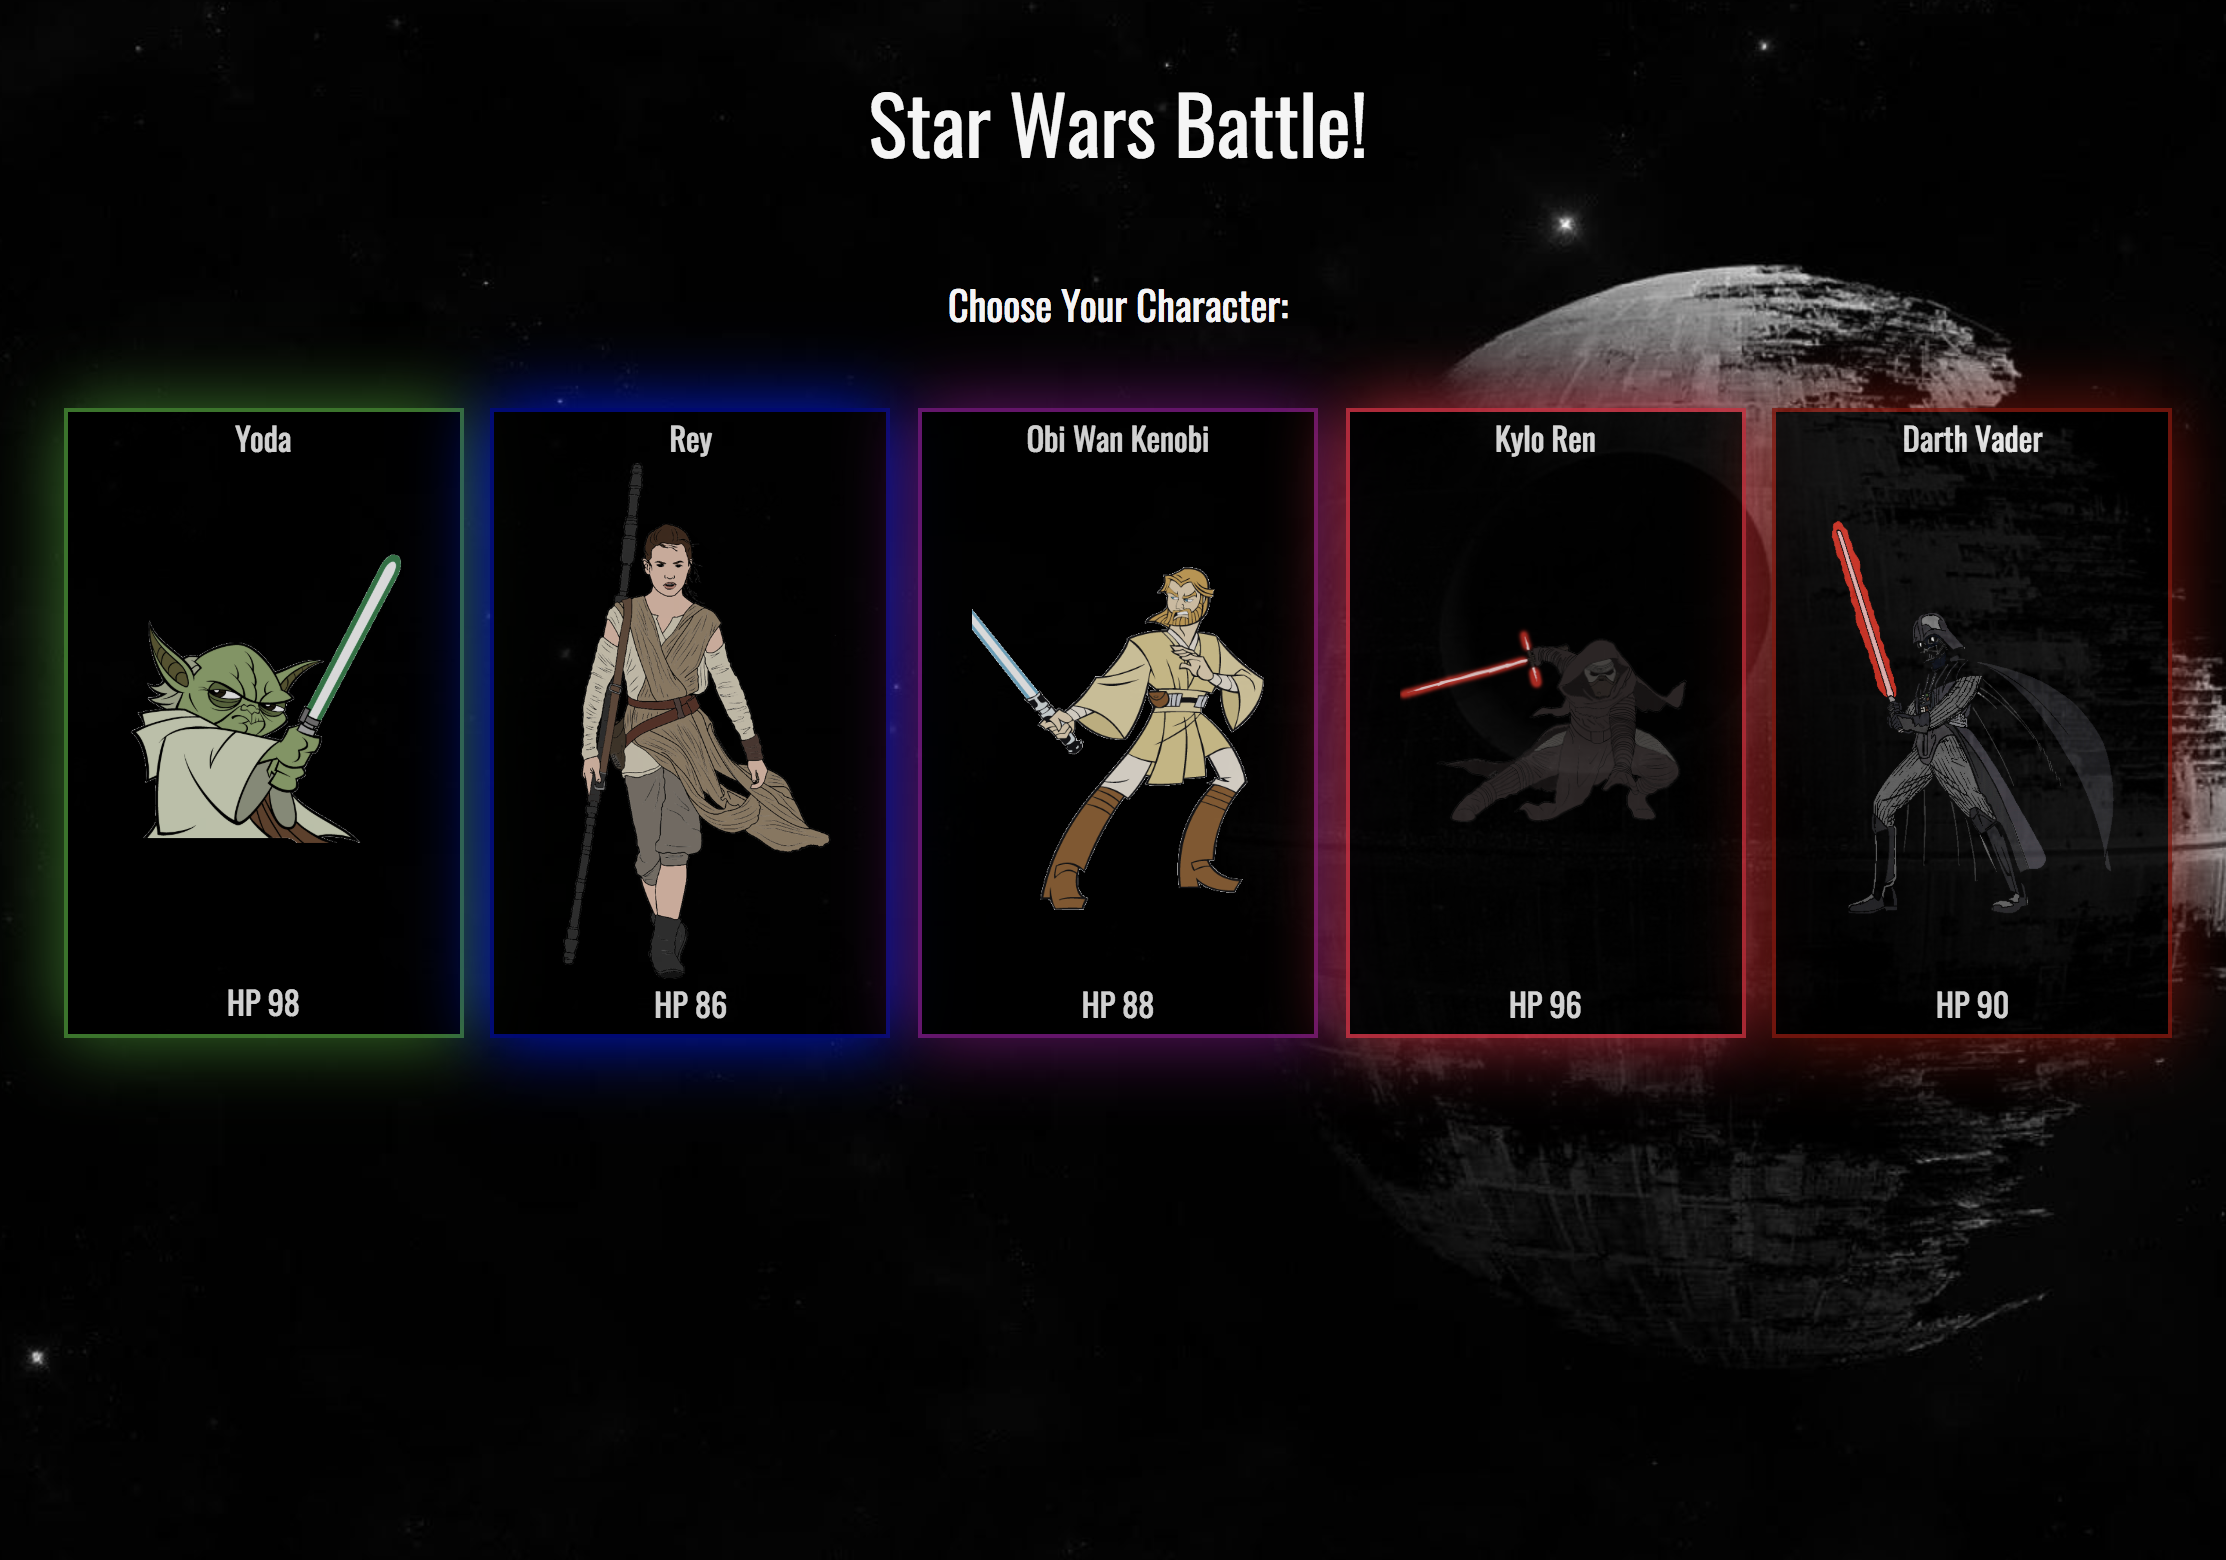 Star Wars Battle!
Choose Your Character:
Yoda
HP 98
Rey
HP 86
Obi Wan Kenobi
HP 88
Kylo Ren
HP 96
Darth Vader
HP 90